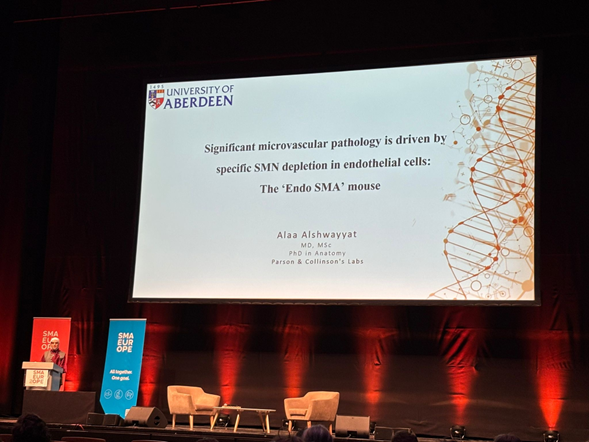 1495
UNIVERSITY OF
ABERDEEN
Significant microvascular pathology is driven by
specific SMN depletion in endothelial cells:
The ‘Endo SMA’ mouse
Alaa Alshwayyat
MD, MSc
PhD in Anatomy
Parson & Collinson's Labs
SMA
EUR
SMA
EUR
OPE
All together.
One goal.
SMA
EUR
OPE